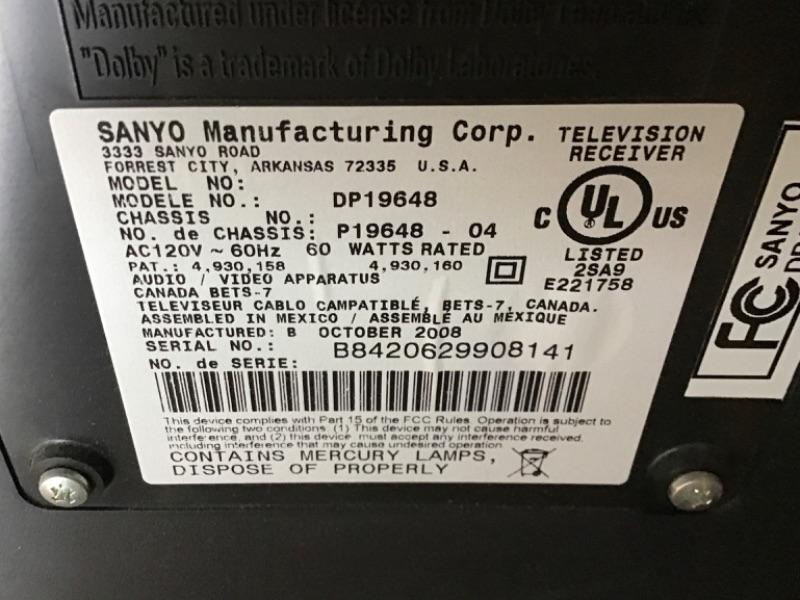 Manufactured under license from Dolby Laboratories.
"Dolby" is a trademark of Dolby Laboratories.
SANYO Manufacturing Corp.
3333 SANYO ROAD
FORREST CITY, ARKANSAS 72335 U.S.A.
TELEVISION
RECEIVER
MODEL NO:
MODELE NO.: DP19648
CHASSIS NO.:
NO. de CHASSIS: P19648 - 04
AC120V ~ 60Hz 60 WATTS RATED
PAT.: 4,930,158 4,930,160
C UL US
LISTED
2SA9
E221758
AUDIO / VIDEO APPARATUS
CANADA BETS-7
TELEVISEUR CABLO CAMPATIBLÉ, BETS-7, CANADA.
ASSEMBLED IN MEXICO / ASSEMBLÉ AU MÉXIQUE
MANUFACTURED: B OCTOBER 2008
SERIAL NO.: B8420629908141
NO. de SERIE:
This device complies with Part 15 of the FCC Rules. Operation is subject to
the following two conditions. (1) This device may not cause harmful
interference, and (2) this device must accept any interference received,
including interference that may cause undesired operation.
CONTAINS MERCURY LAMPS,
DISPOSE OF PROPERLY
FC SANYO